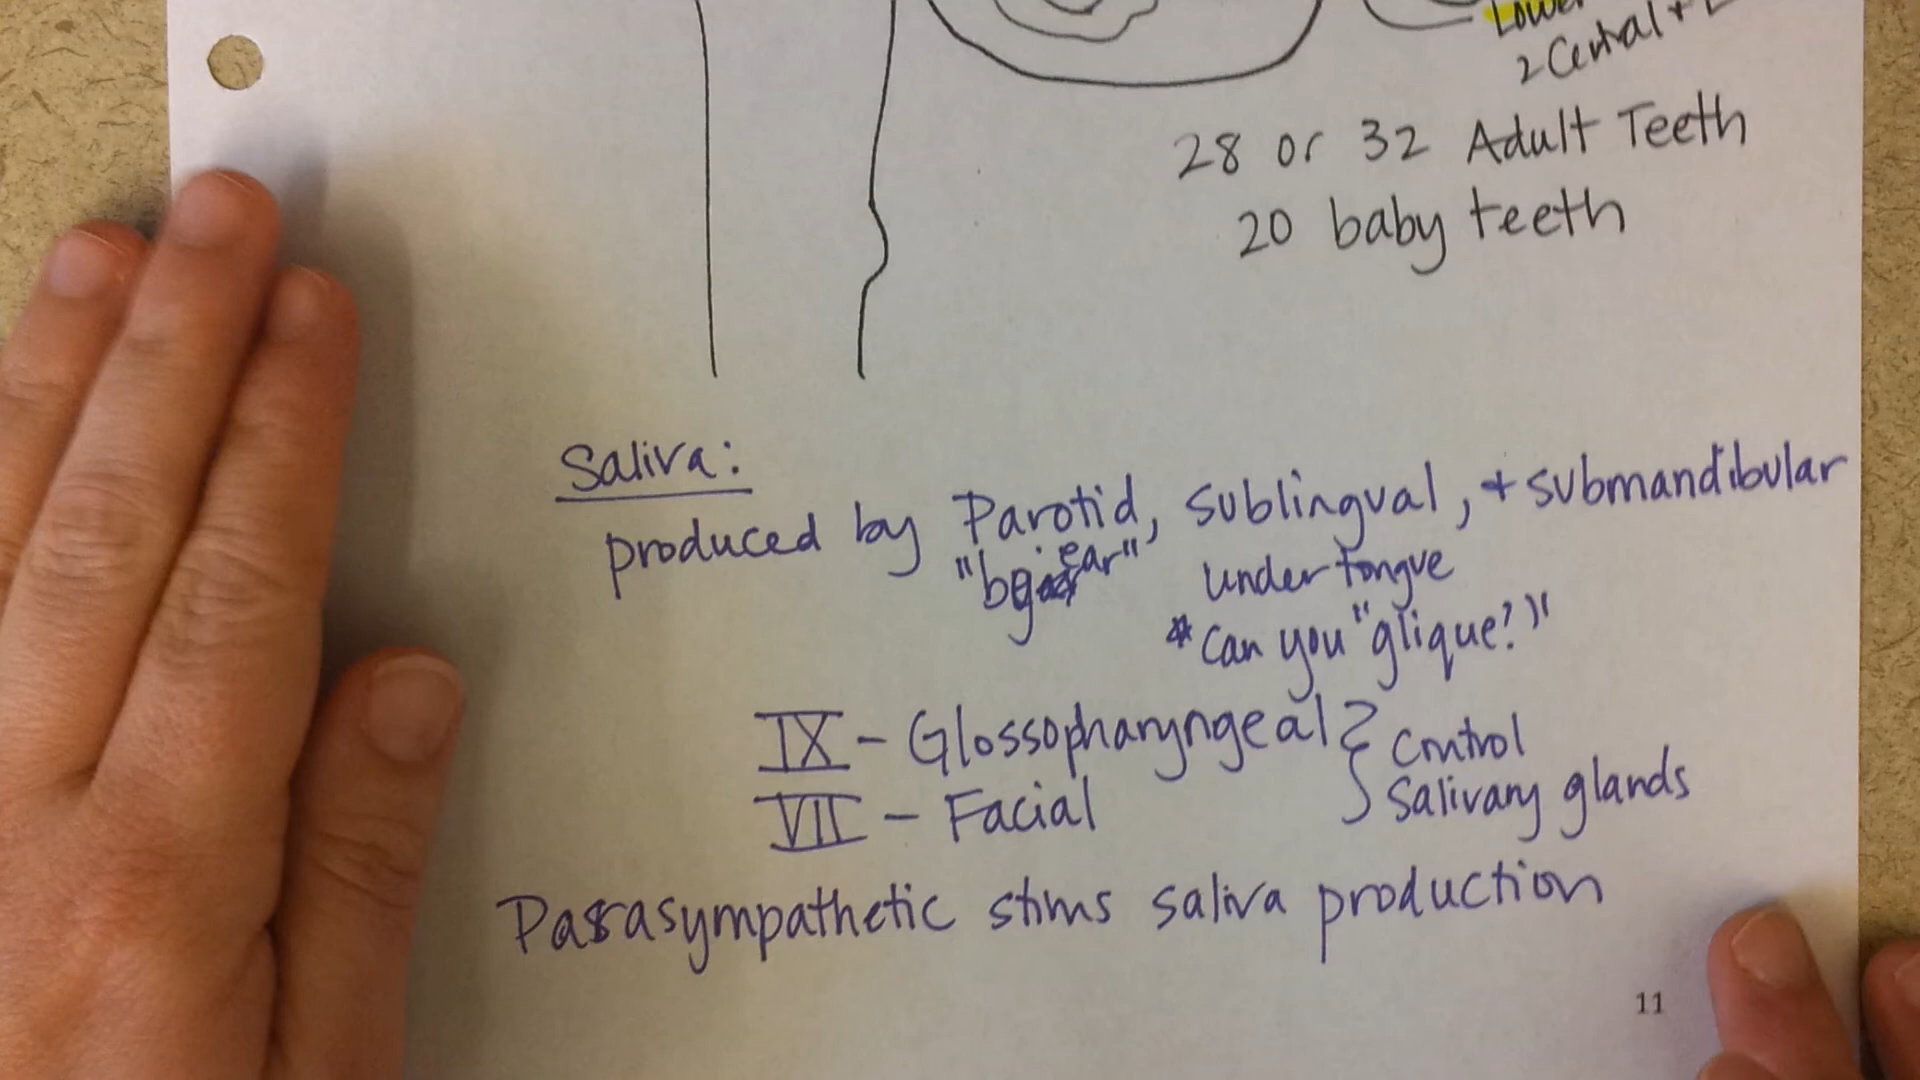 Lower
2 Central +
28 or 32 Adult Teeth
20 baby teeth
Saliva:
produced by Parotid, sublingual, + submandibular
"by ear" under tongue
* Can you "glique?"
IX - Glossopharyngeal } Control
VII - Facial } Salivary glands
Parasympathetic stims saliva production
11